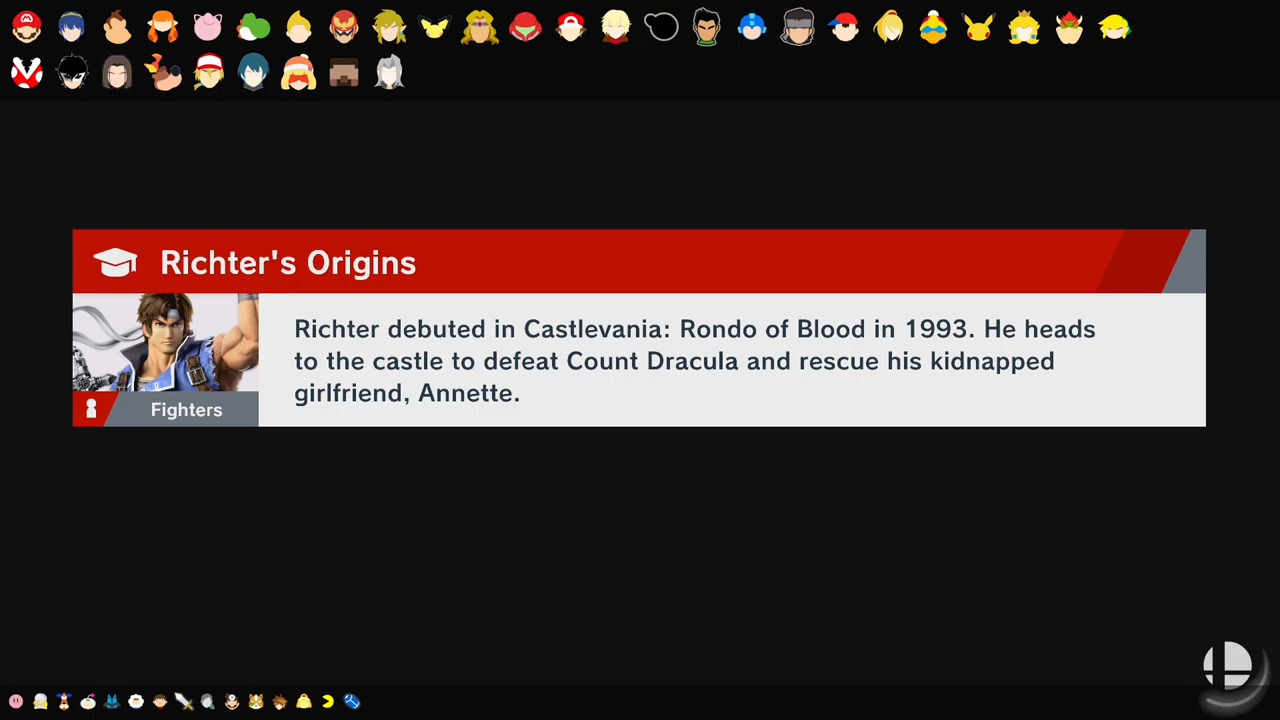 Richter's Origins
Richter debuted in Castlevania: Rondo of Blood in 1993. He heads
to the castle to defeat Count Dracula and rescue his kidnapped
girlfriend, Annette.
Fighters